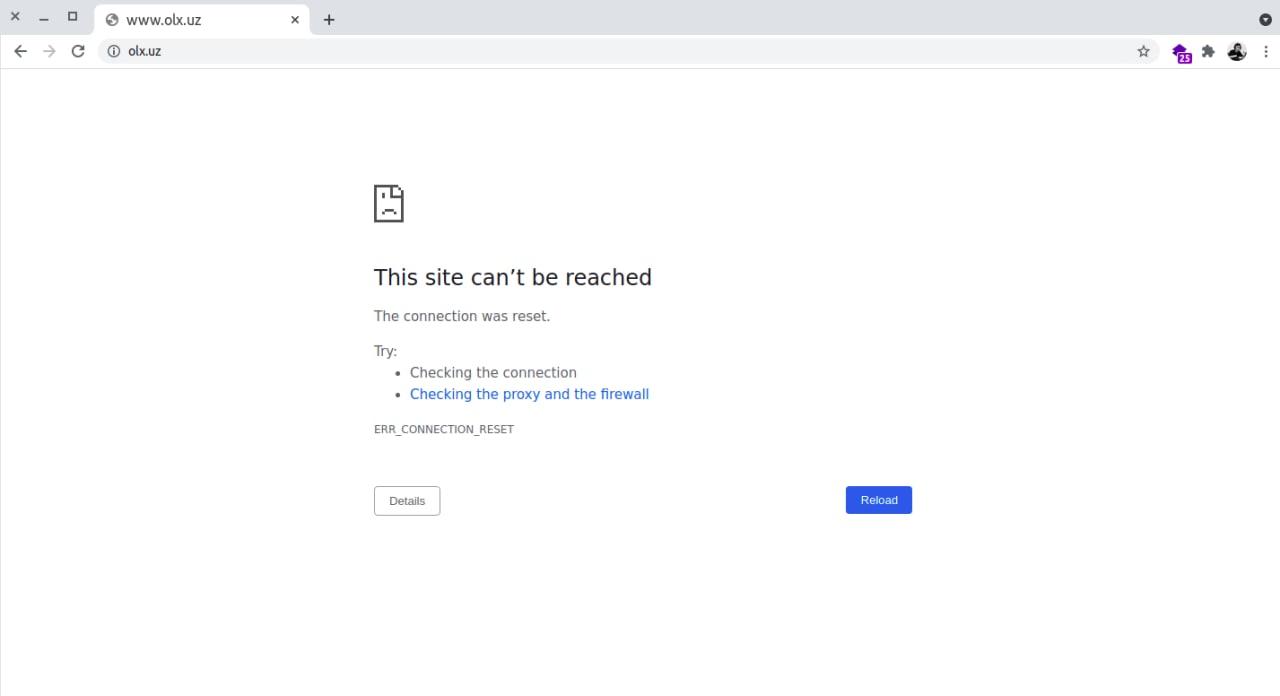 www.olx.uz
olx.uz
25
This site can’t be reached
The connection was reset.
Try:
Checking the connection
Checking the proxy and the firewall
ERR_CONNECTION_RESET
Details
Reload